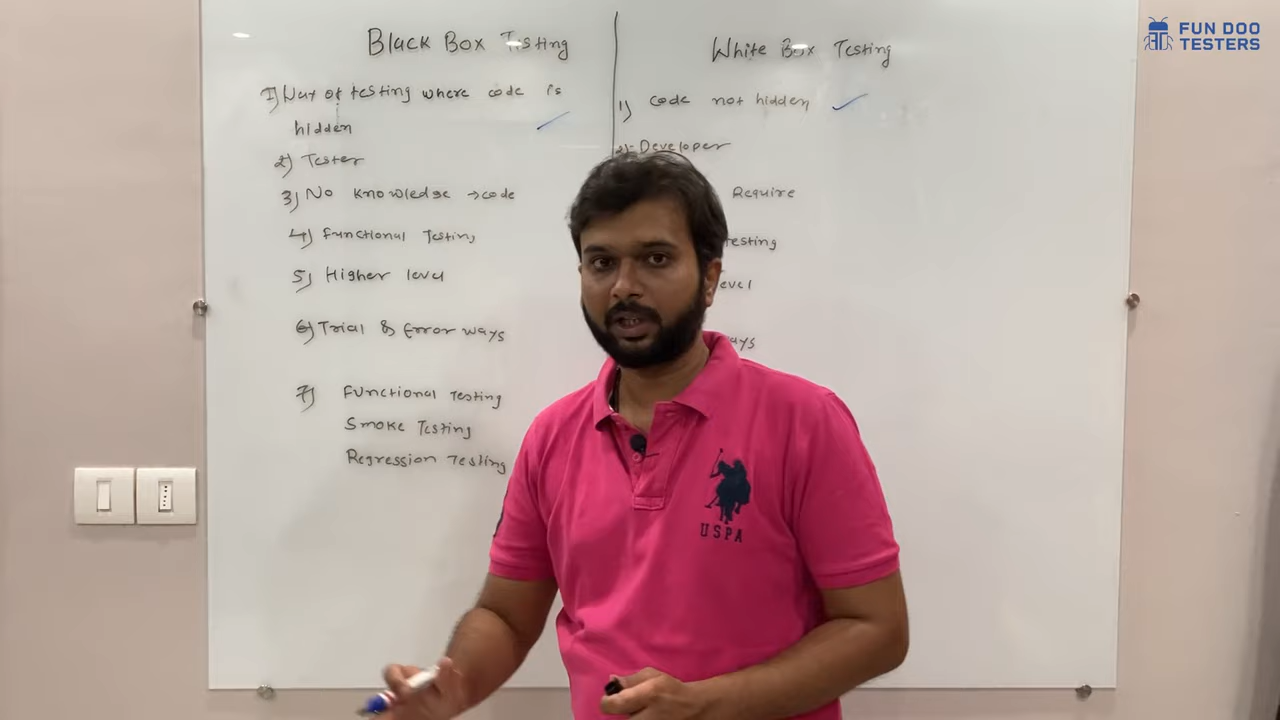 FUN DOO
TESTERS
Black Box Testing
1) Way of testing where code is
hidden
2) Tester
3) No knowledge →code
4) Functional Testing
5) Higher level
6) Trial & Error ways
7) Functional Testing
Smoke Testing
Regression Testing
White Box Testing
1) code not hidden
2) Developer
Require
Testing
evel
ways
USPA